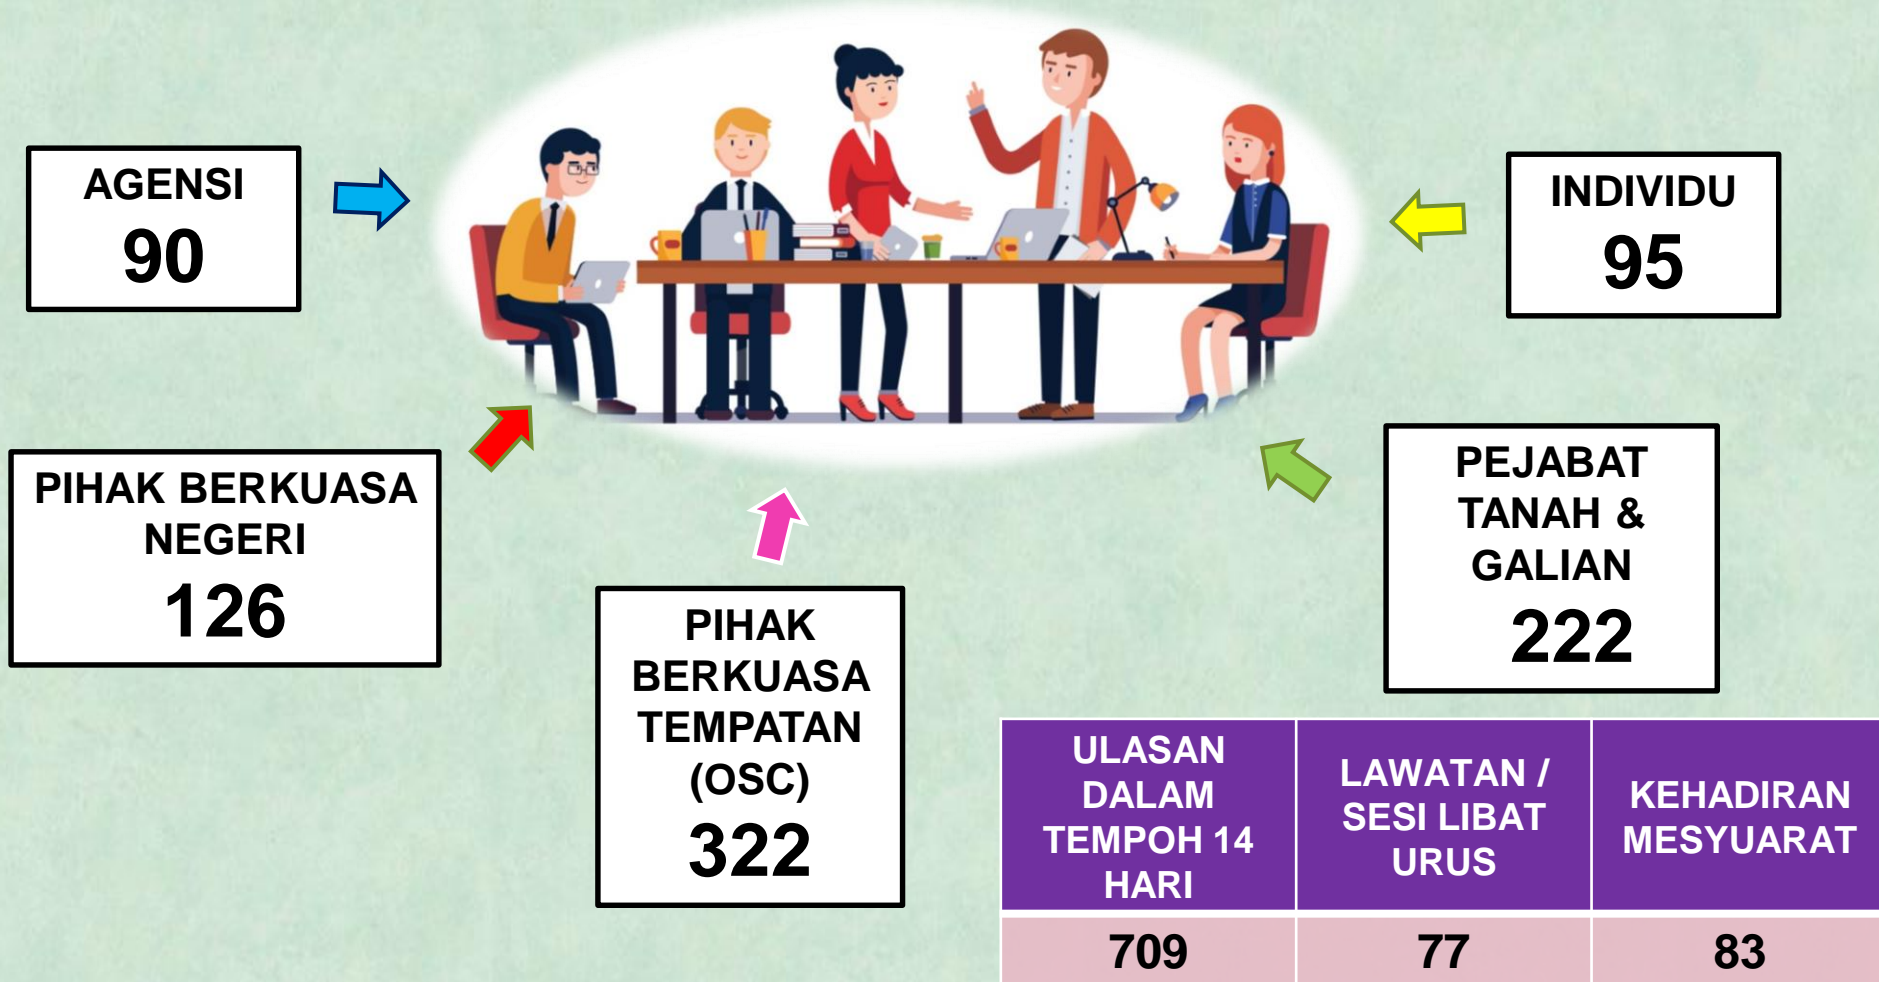 AGENSI
90
INDIVIDU
95
PIHAK BERKUASA
NEGERI
126
PIHAK
BERKUASA
TEMPATAN
(OSC)
322
PEJABAT
TANAH &
GALIAN
222
ULASAN
DALAM
TEMPOH 14
HARI
LAWATAN /
SESI LIBAT
URUS
KEHADIRAN
MESYUARAT
709
77
83